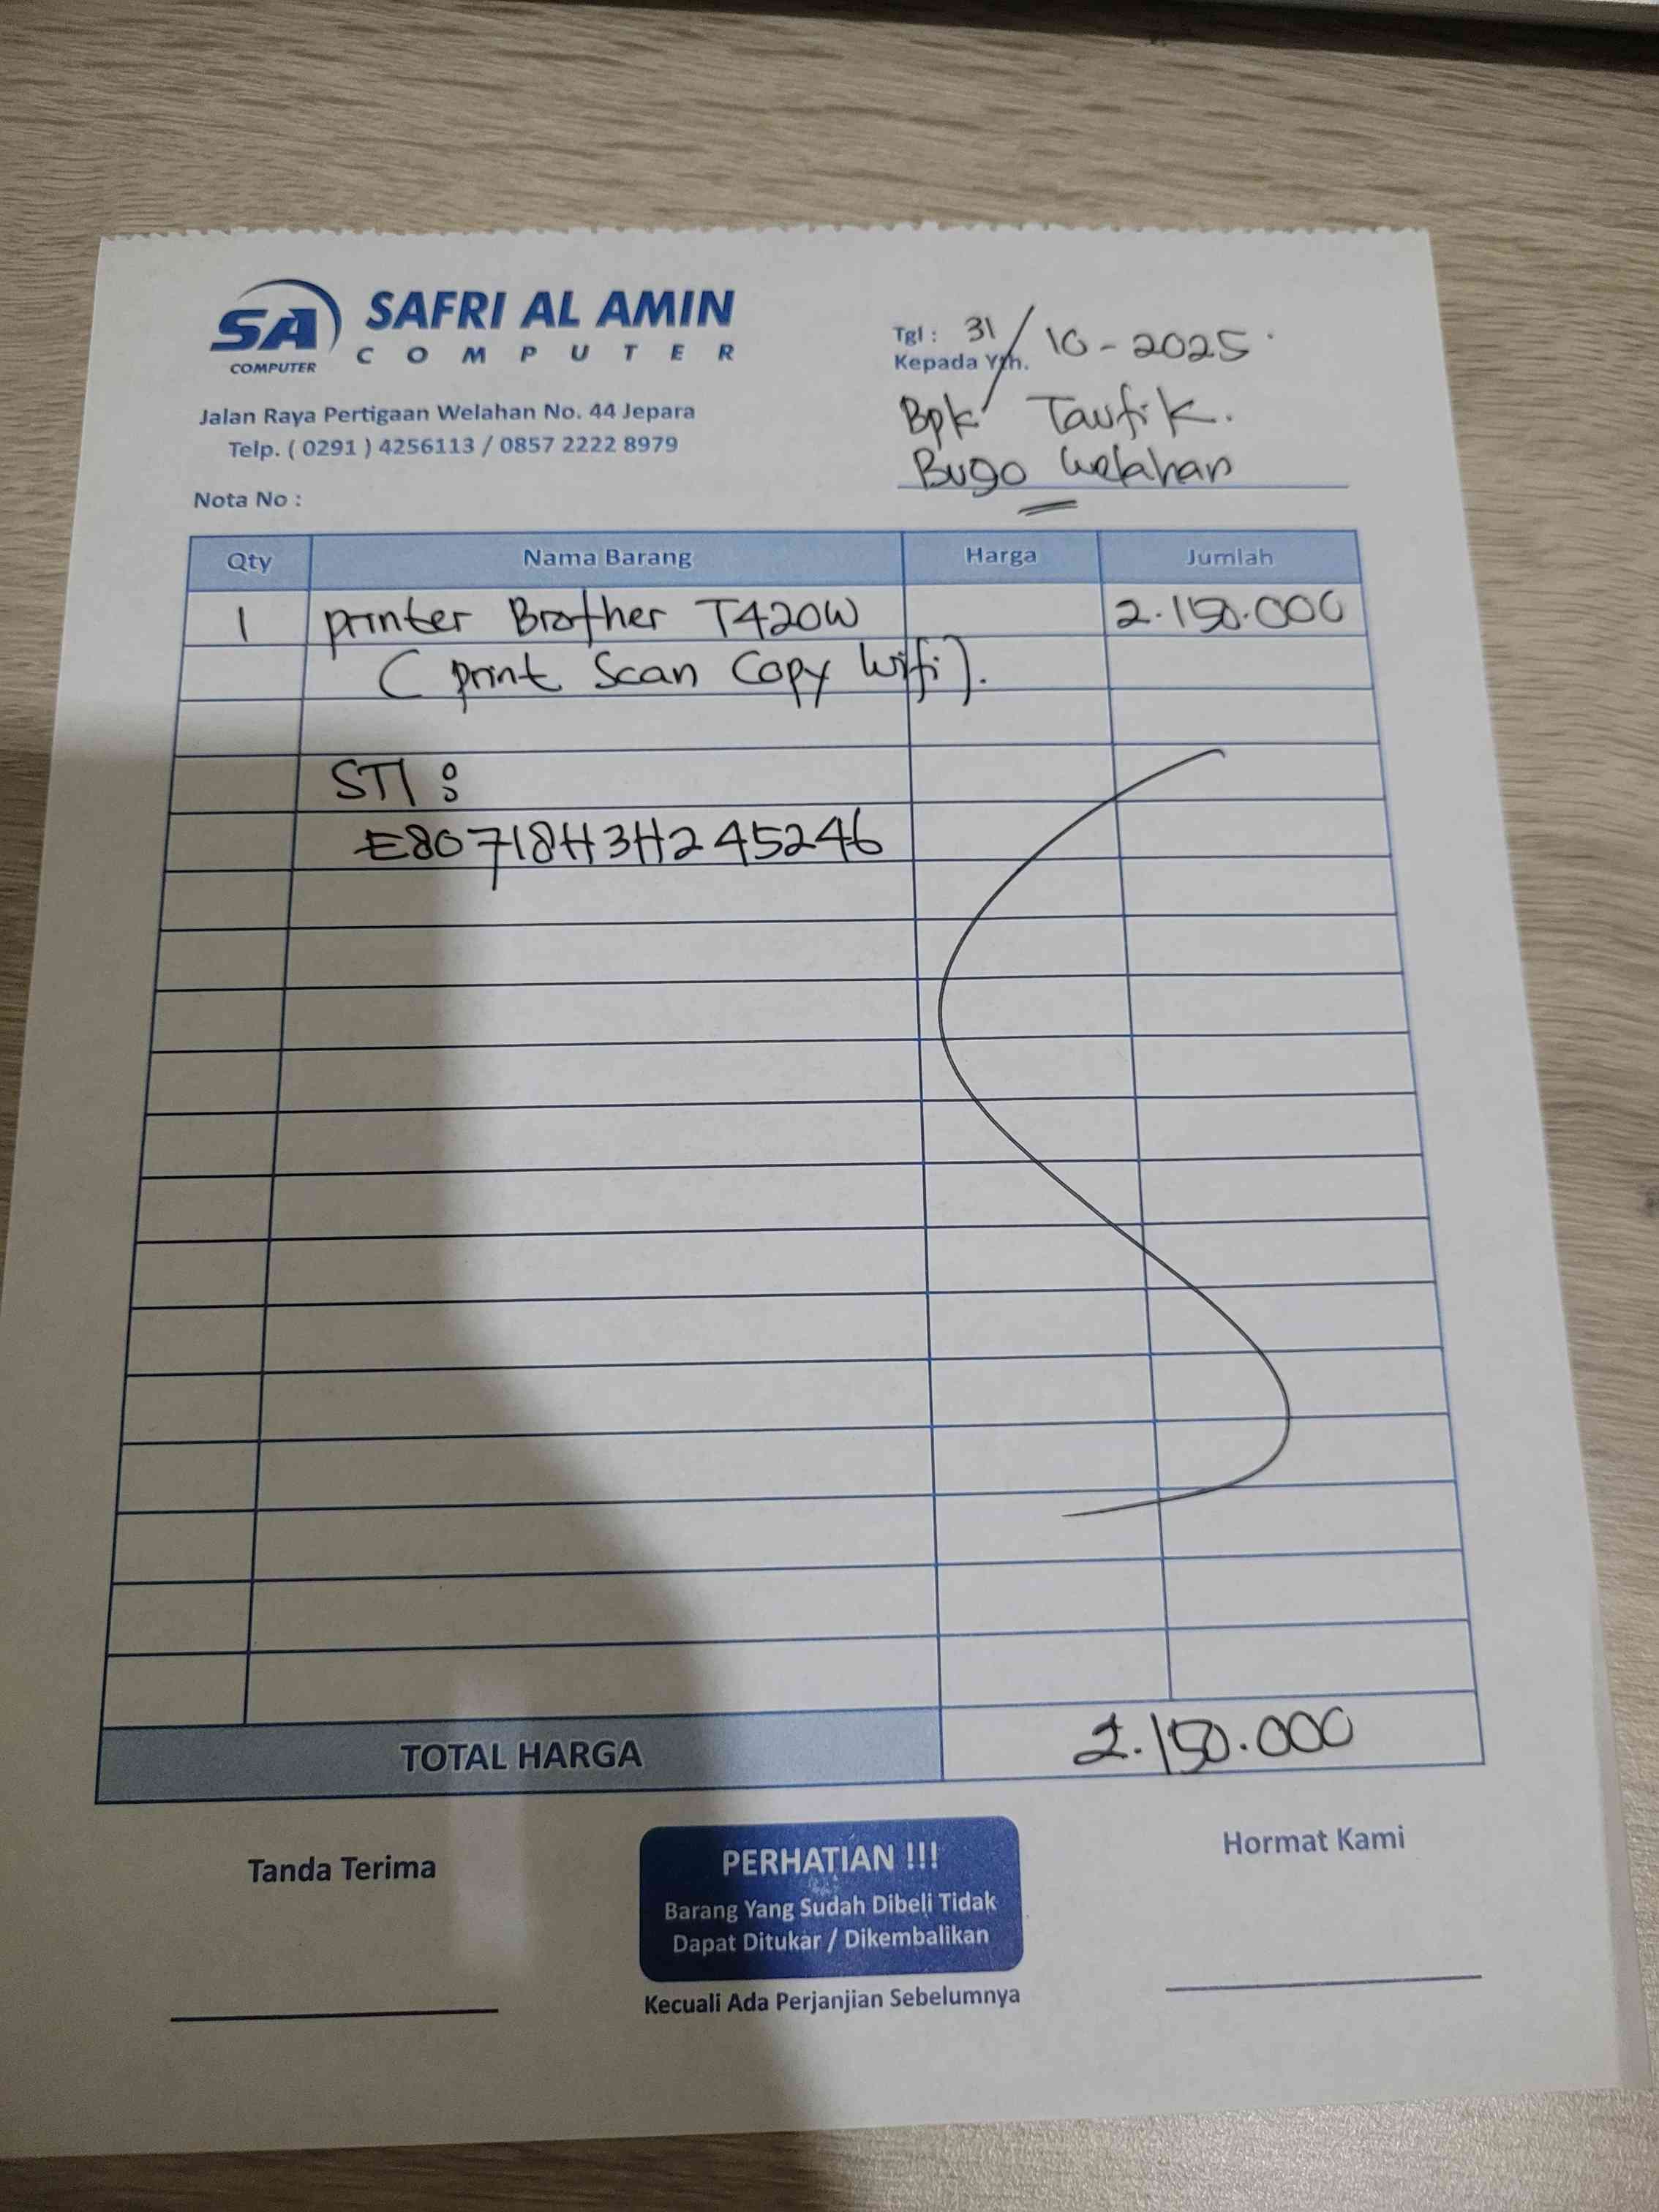 SA
COMPUTER
SAFRI AL AMIN
COMPUTER
Jalan Raya Pertigaan Welahan No. 44 Jepara
Telp. ( 0291 ) 4256113 / 0857 2222 8979
Nota No :
Tgl : 31/10-2025.
Kepada Yth.
Bpk Taufik.
Bugo Welahan
Qty Nama Barang Harga Jumlah
1 printer Brother T420W 2.150.000
( print Scan Copy Wifi ).
STI :
E80718H3H245246
TOTAL HARGA 2.150.000
Tanda Terima
PERHATIAN !!!
Barang Yang Sudah Dibeli Tidak
Dapat Ditukar / Dikembalikan
Kecuali Ada Perjanjian Sebelumnya
Hormat Kami